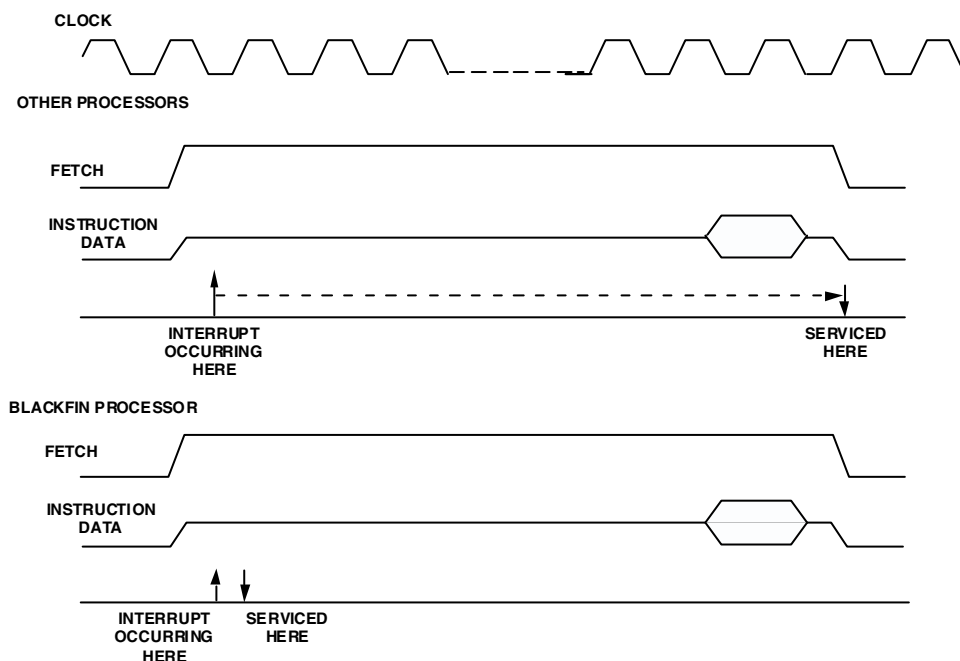 CLOCK
OTHER PROCESSORS
FETCH
INSTRUCTION
DATA
INTERRUPT
OCCURRING
HERE
SERVICED
HERE
BLACKFIN PROCESSOR
FETCH
INSTRUCTION
DATA
INTERRUPT
OCCURRING
HERE
SERVICED
HERE